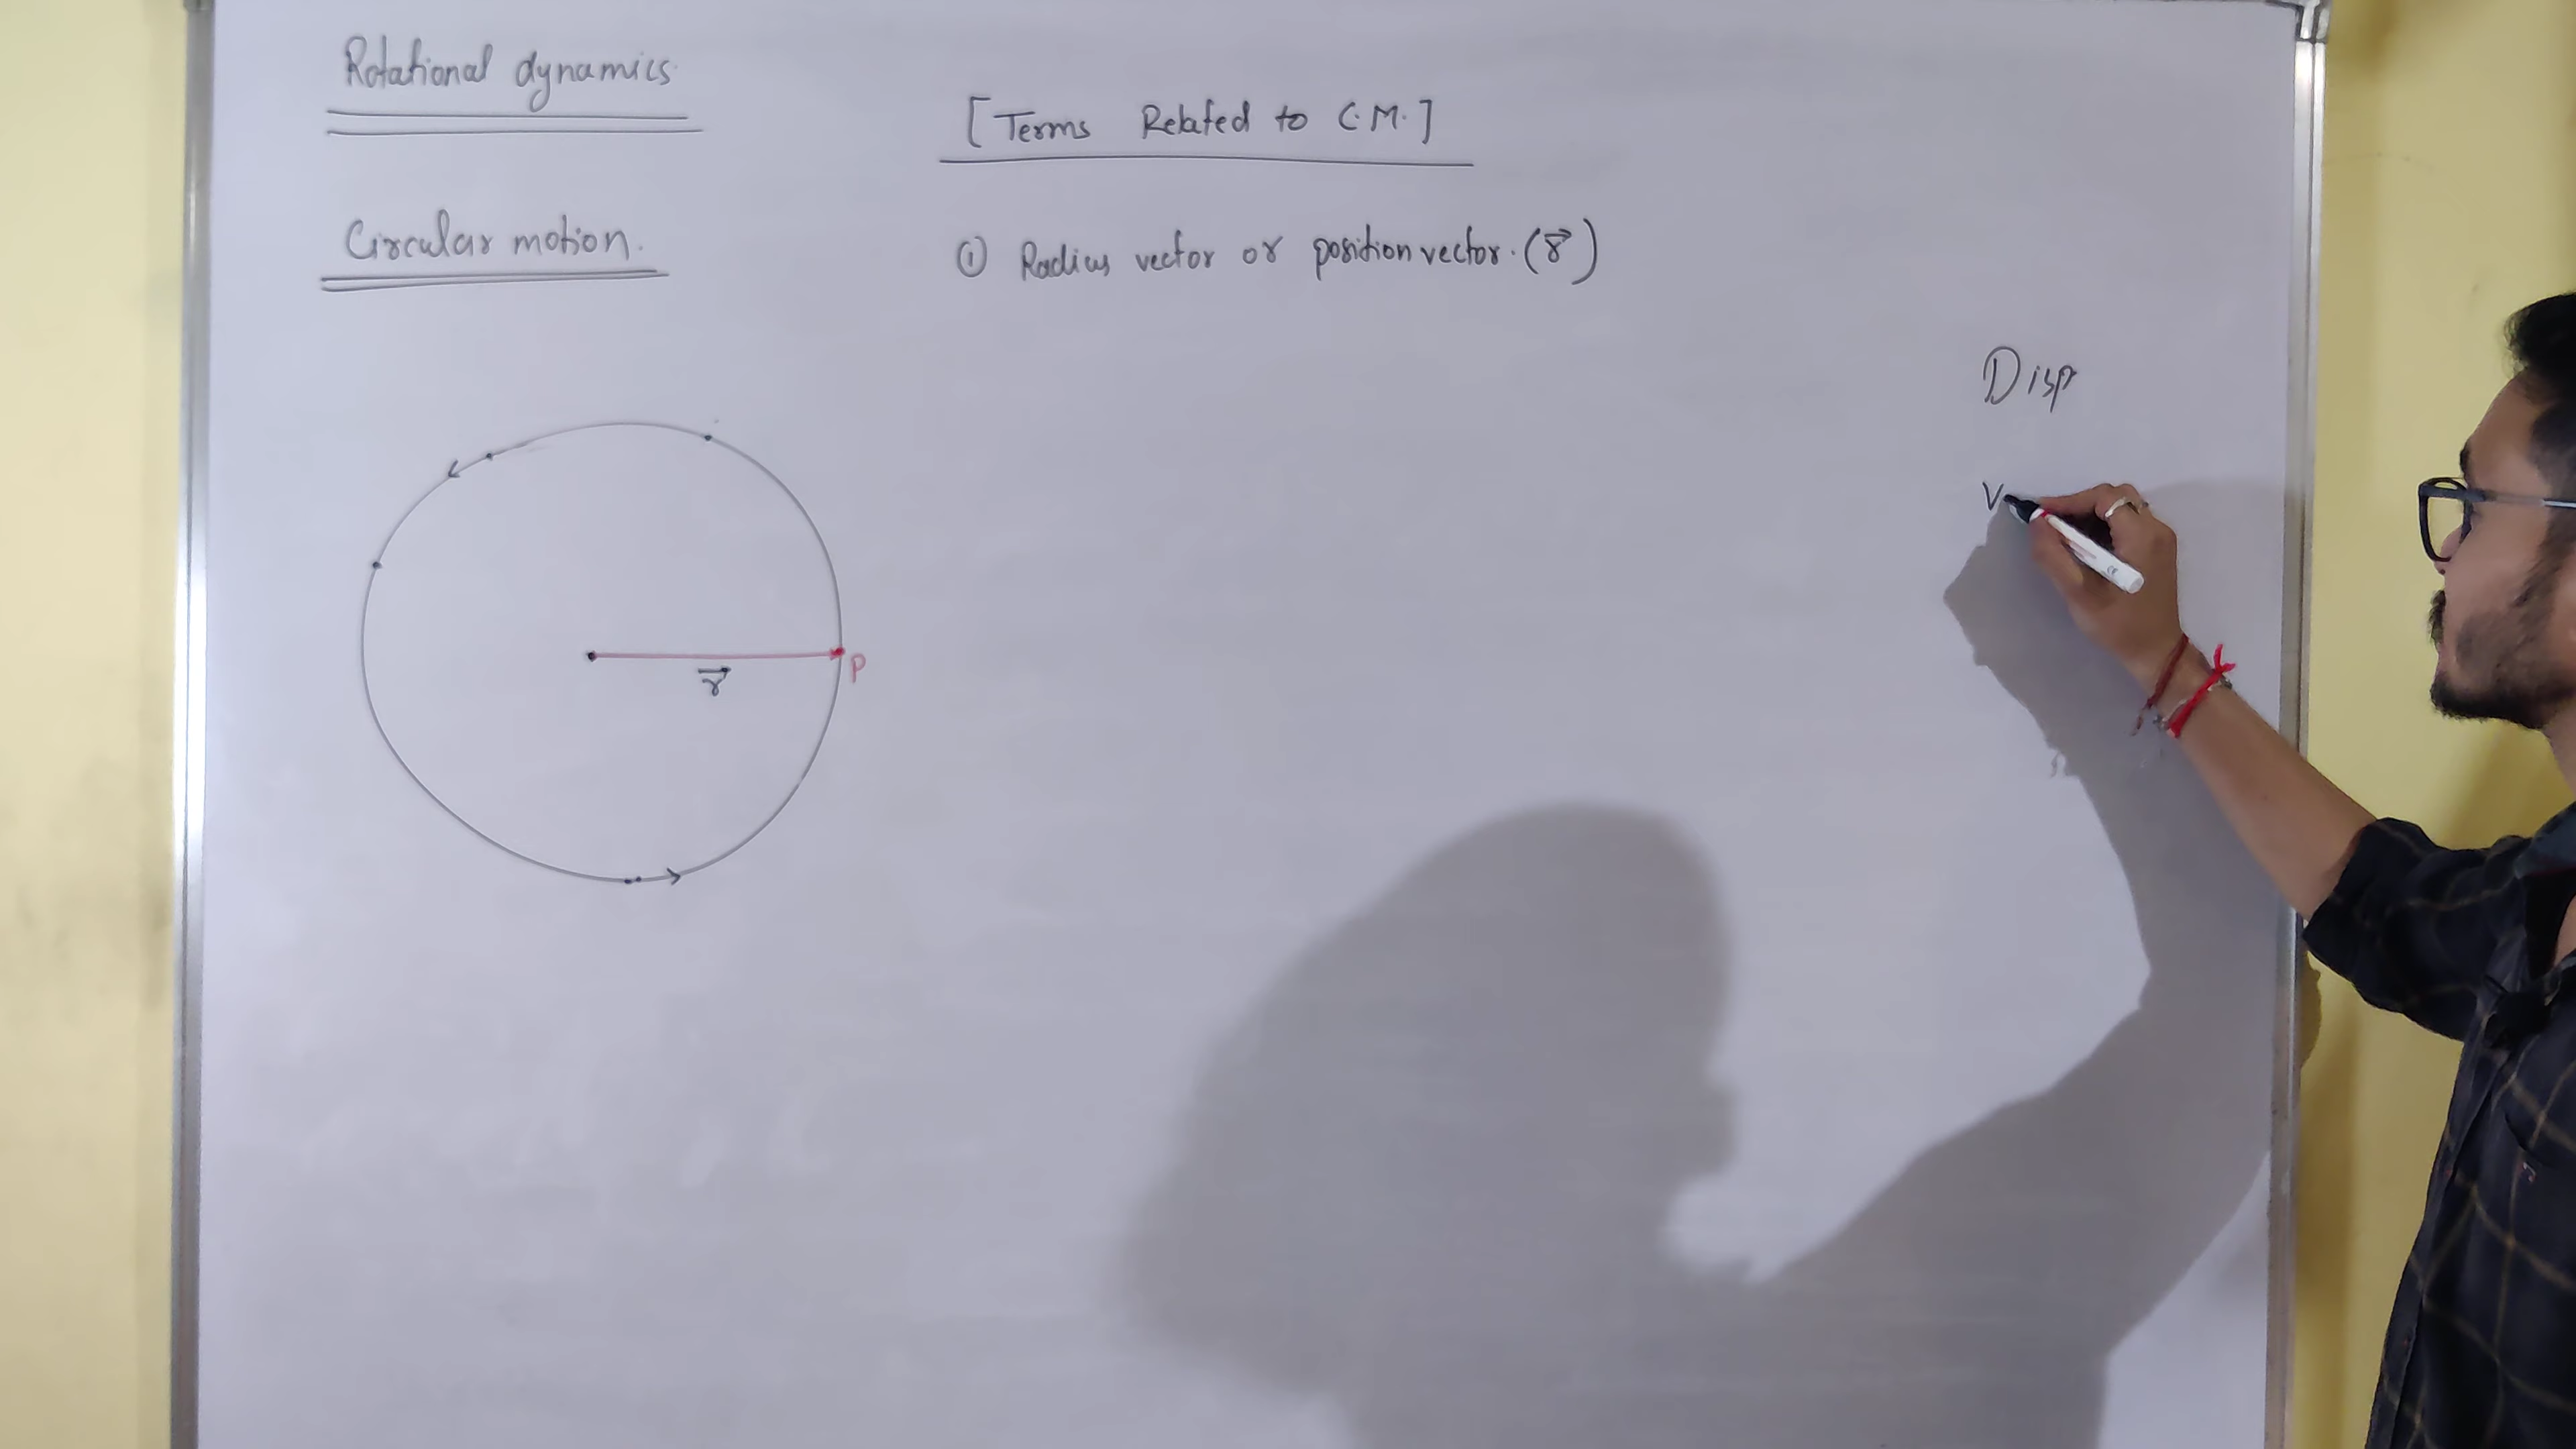 Rotational dynamics
[Terms Related to C.M.]
Circular motion.
① Radius vector or position vector. (r⃗)
Disp
V
r⃗
P